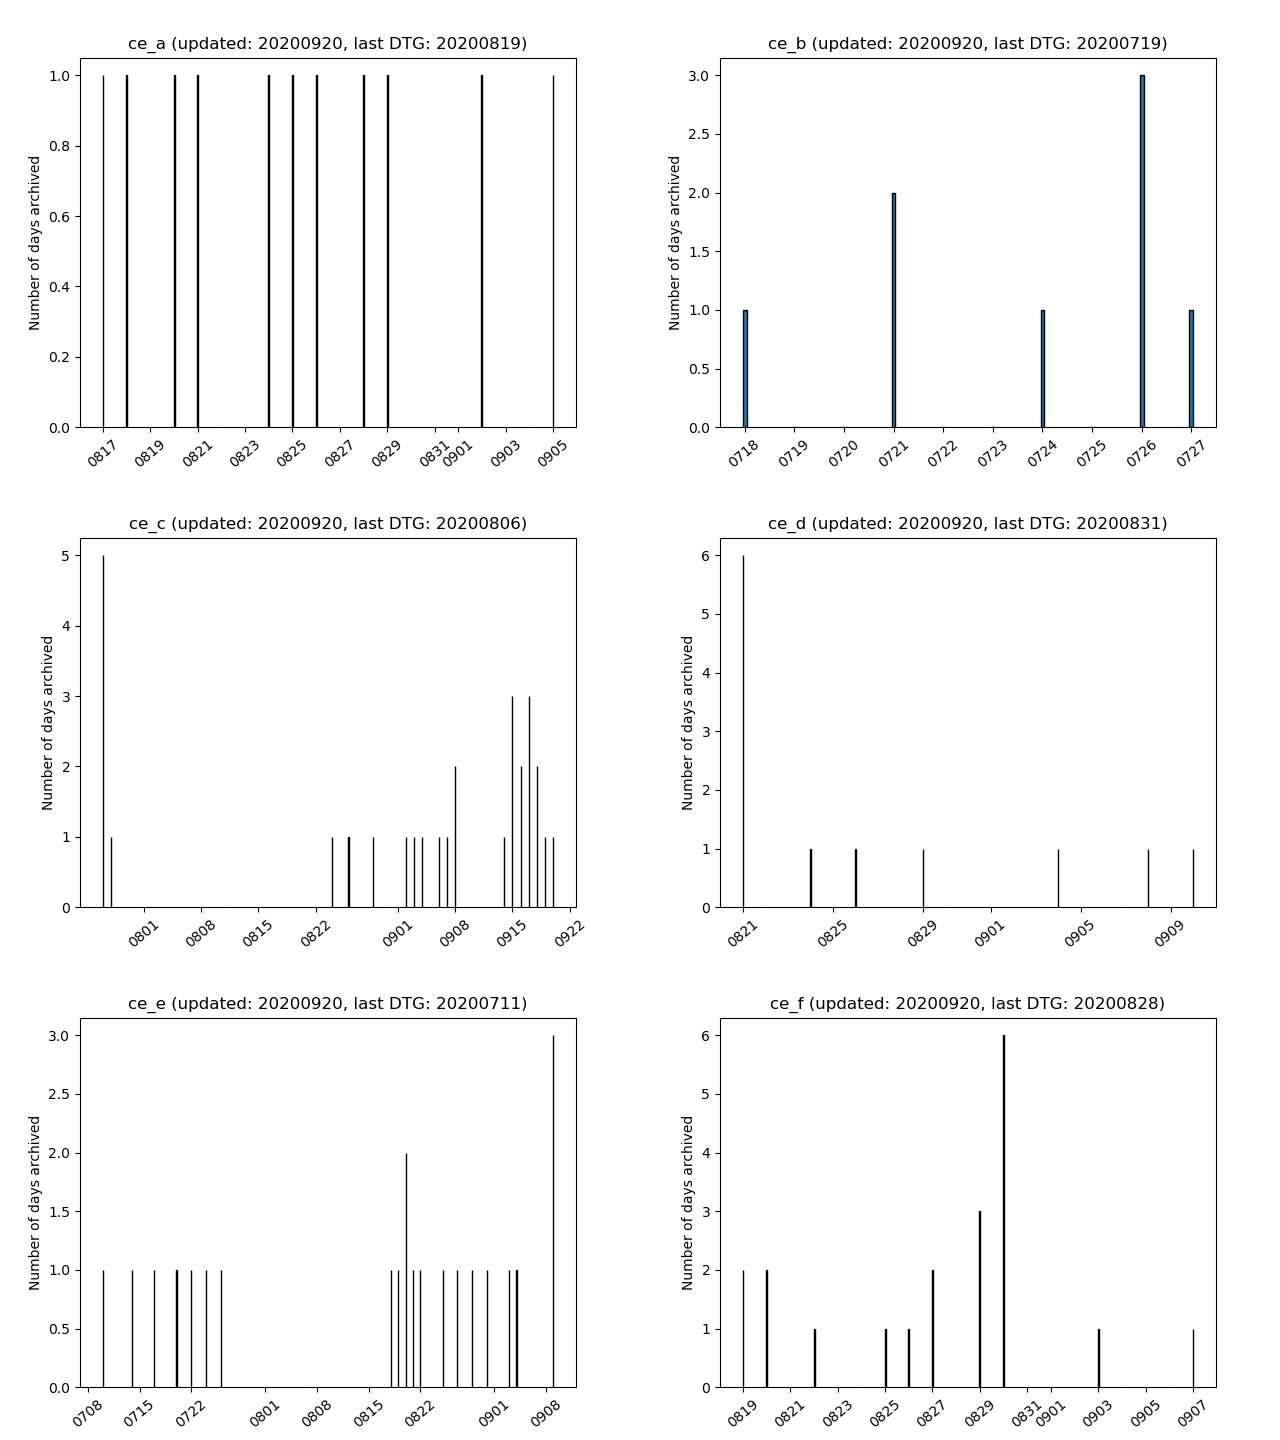 ce_a (updated: 20200920, last DTG: 20200819)
Number of days archived
1.0
0.8
0.6
0.4
0.2
0.0
0817 0819 0821 0823 0825 0827 0829 0831 0901 0903 0905
ce_b (updated: 20200920, last DTG: 20200719)
Number of days archived
3.0
2.5
2.0
1.5
1.0
0.5
0.0
0718 0719 0720 0721 0722 0723 0724 0725 0726 0727
ce_c (updated: 20200920, last DTG: 20200806)
Number of days archived
5
4
3
2
1
0
0801 0808 0815 0822 0901 0908 0915 0922
ce_d (updated: 20200920, last DTG: 20200831)
Number of days archived
6
5
4
3
2
1
0
0821 0825 0829 0901 0905 0909
ce_e (updated: 20200920, last DTG: 20200711)
Number of days archived
3.0
2.5
2.0
1.5
1.0
0.5
0.0
0708 0715 0722 0801 0808 0815 0822 0901 0908
ce_f (updated: 20200920, last DTG: 20200828)
Number of days archived
6
5
4
3
2
1
0
0819 0821 0823 0825 0827 0829 0831 0901 0903 0905 0907